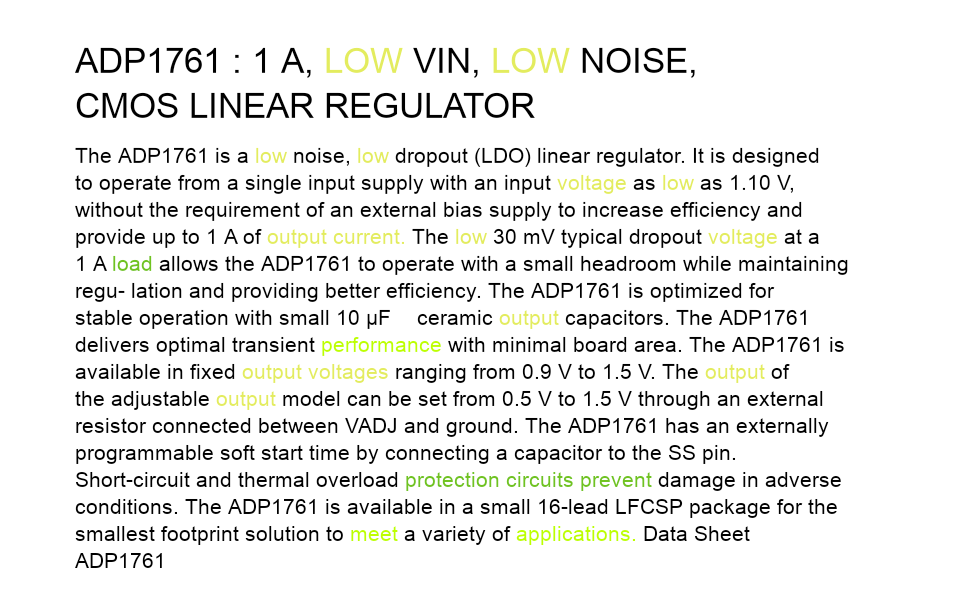 ADP1761 : 1 A, LOW VIN, LOW NOISE,
CMOS LINEAR REGULATOR
The ADP1761 is a low noise, low dropout (LDO) linear regulator. It is designed
to operate from a single input supply with an input voltage as low as 1.10 V,
without the requirement of an external bias supply to increase efficiency and
provide up to 1 A of output current. The low 30 mV typical dropout voltage at a
1 A load allows the ADP1761 to operate with a small headroom while maintaining
regu- lation and providing better efficiency. The ADP1761 is optimized for
stable operation with small 10 µF ceramic output capacitors. The ADP1761
delivers optimal transient performance with minimal board area. The ADP1761 is
available in fixed output voltages ranging from 0.9 V to 1.5 V. The output of
the adjustable output model can be set from 0.5 V to 1.5 V through an external
resistor connected between VADJ and ground. The ADP1761 has an externally
programmable soft start time by connecting a capacitor to the SS pin.
Short-circuit and thermal overload protection circuits prevent damage in adverse
conditions. The ADP1761 is available in a small 16-lead LFCSP package for the
smallest footprint solution to meet a variety of applications. Data Sheet
ADP1761